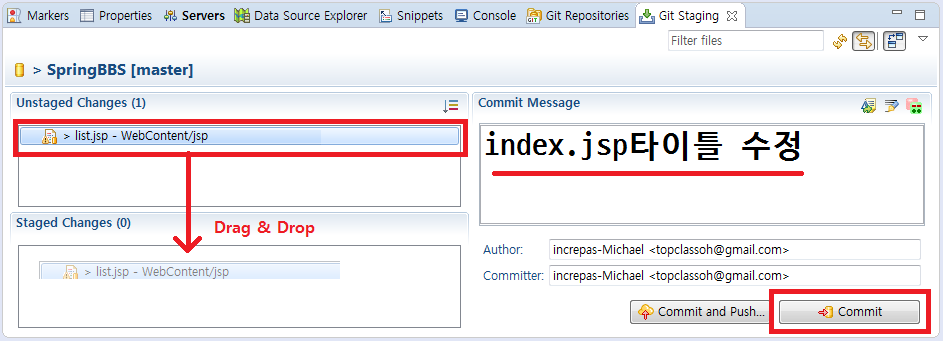 Markers Properties Servers Data Source Explorer Snippets Console Git Repositories Git Staging
Filter files
> SpringBBS [master]
Unstaged Changes (1)
> list.jsp - WebContent/jsp
Drag & Drop
Staged Changes (0)
> list.jsp - WebContent/jsp
Commit Message
index.jsp타이틀 수정
Author: increpas-Michael <topclassoh@gmail.com>
Committer: increpas-Michael <topclassoh@gmail.com>
Commit and Push... Commit